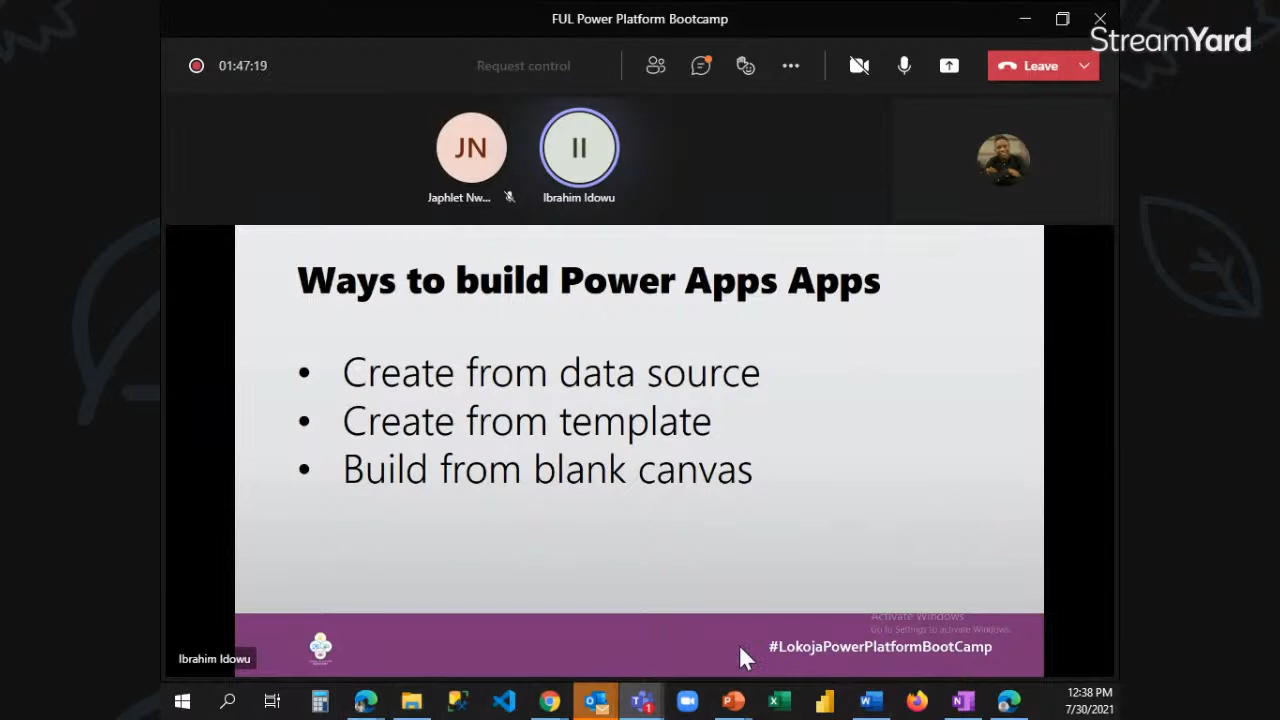 FUL Power Platform Bootcamp
StreamYard
01:47:19
Request control
Leave
JN
II
Japhlet Nw...
Ibrahim Idowu
Ways to build Power Apps Apps
• Create from data source
• Create from template
• Build from blank canvas
Activate Windows
Go to Settings to activate Windows.
#LokojaPowerPlatformBootCamp
Ibrahim Idowu
12:38 PM
7/30/2021